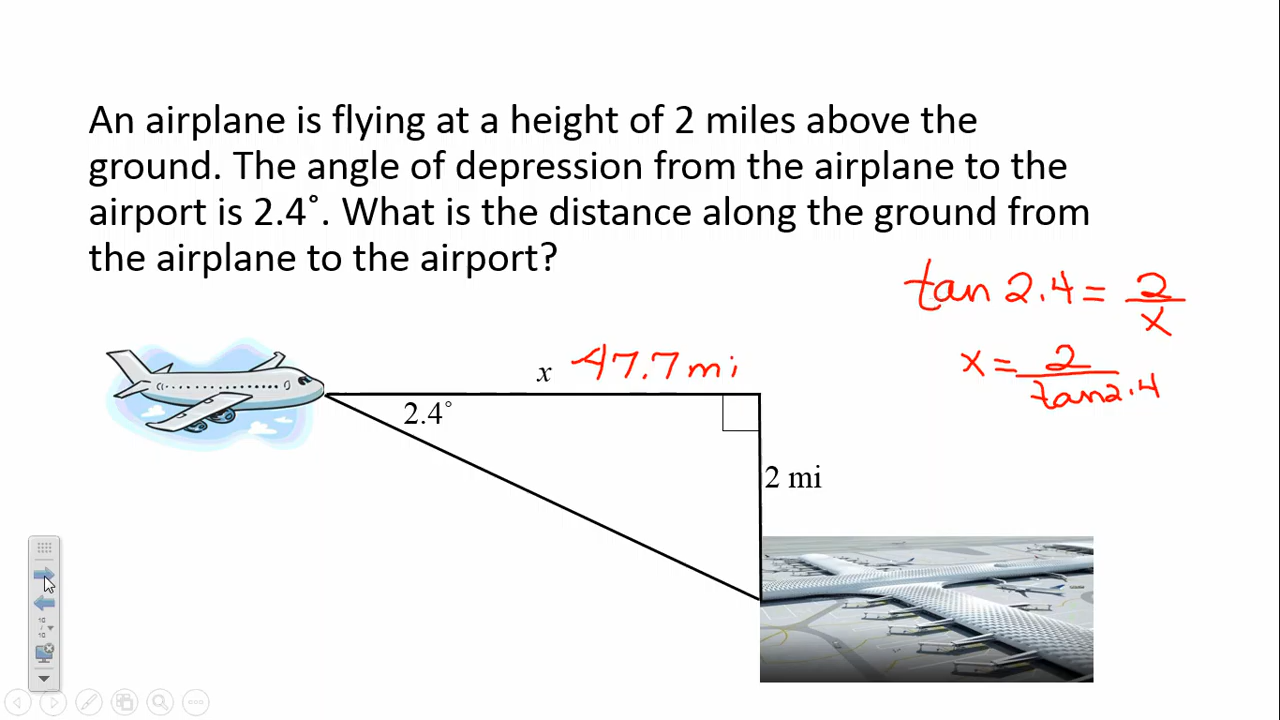 An airplane is flying at a height of 2 miles above the
ground. The angle of depression from the airplane to the
airport is 2.4˚. What is the distance along the ground from
the airplane to the airport?
tan 2.4 = 2/x
x = 2/tan2.4
x 47.7 mi
2.4˚
2 mi
10
/
10